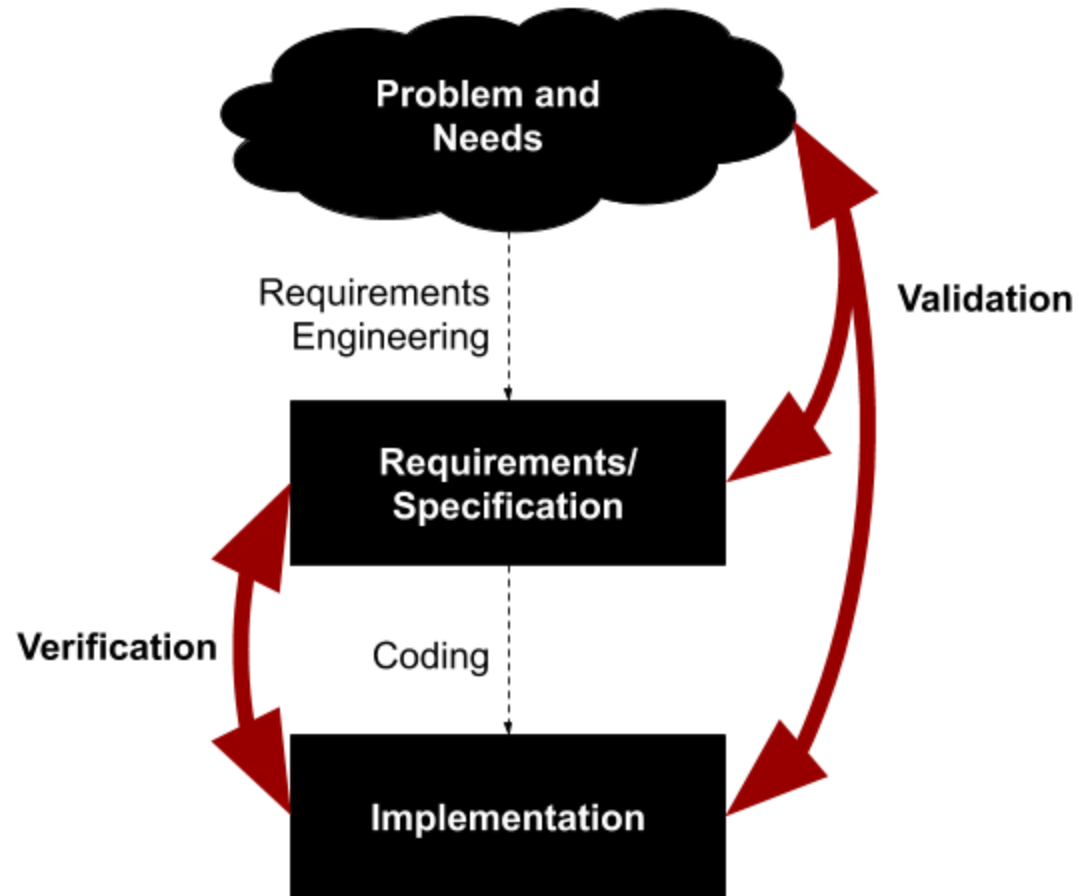 Problem and
Needs
Requirements
Engineering
Validation
Requirements/
Specification
Verification
Coding
Implementation